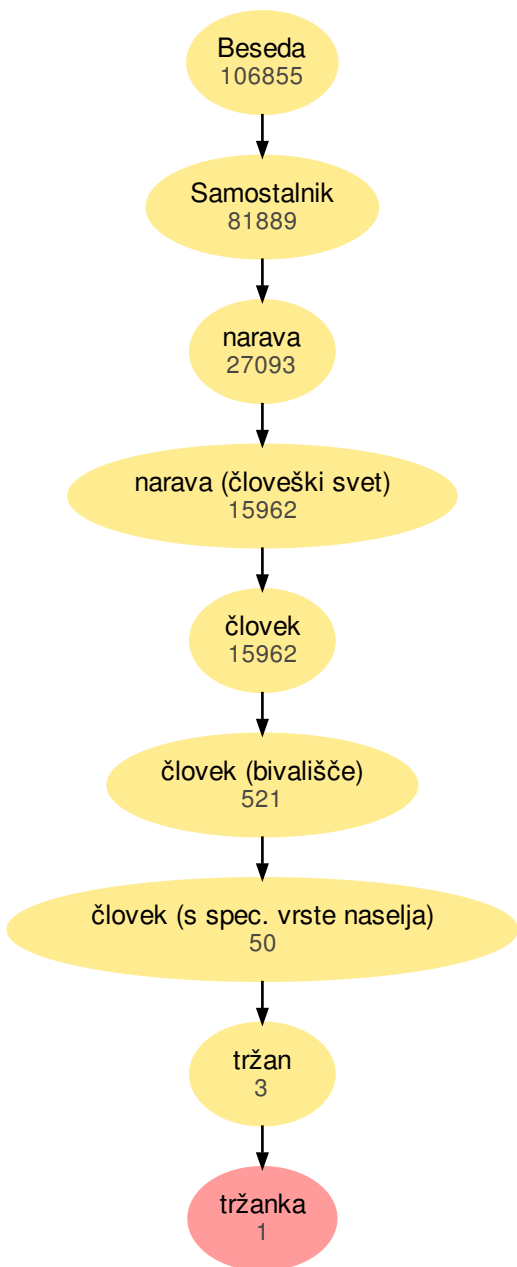 Beseda
106855
Samostalnik
81889
narava
27093
narava (človeški svet)
15962
človek
15962
človek (bivališče)
521
človek (s spec. vrste naselja)
50
tržan
3
tržanka
1